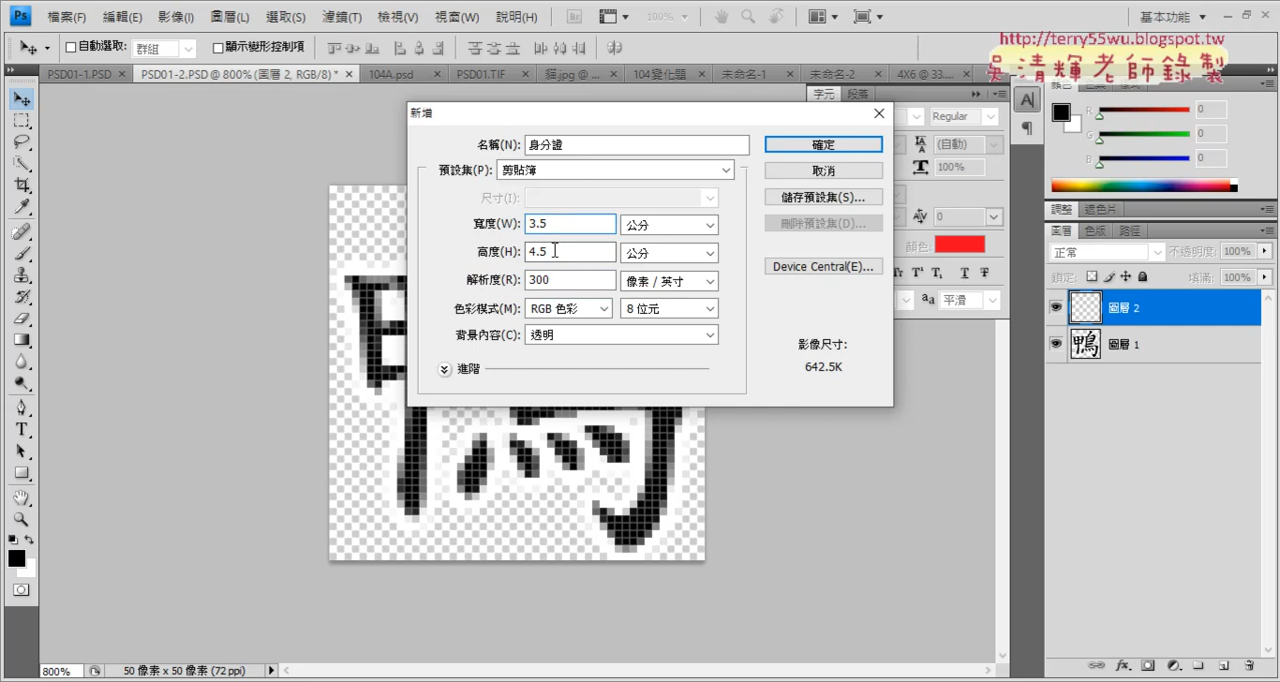 檔案(F) 編輯(E) 影像(I) 圖層(L) 選取(S) 濾鏡(T) 檢視(V) 視窗(W) 說明(H) Br 100% 基本功能
自動選取: 群組 顯示變形控制項
http://terry55wu.blogspot.tw
吳清輝老師錄製
PSD01-1.PSD PSD01-2.PSD @ 800% (圖層 2, RGB/8) * 104A.psd PSD01.TIF 貓.jpg @ ... 104變化題 未命名-1 未命名-2 4X6 @ 33....
字元 段落
新增
名稱(N): 身分證
確定
預設集(P): 剪貼簿
取消
尺寸(I):
儲存預設集(S)...
寬度(W): 3.5 公分
刪除預設集(D)...
高度(H): 4.5 公分
Device Central(E)...
解析度(R): 300 像素 / 英寸
色彩模式(M): RGB 色彩 8 位元
背景內容(C): 透明
影像尺寸:
642.5K
進階
Regular
(自動)
100%
0
顏色:
aa 平滑
R 0
G 0
B 0
調整 遮色片
圖層 色版 路徑
正常 不透明度: 100%
鎖定: 填滿: 100%
圖層 2
鴨 圖層 1
800% 50 像素 x 50 像素 (72 ppi)